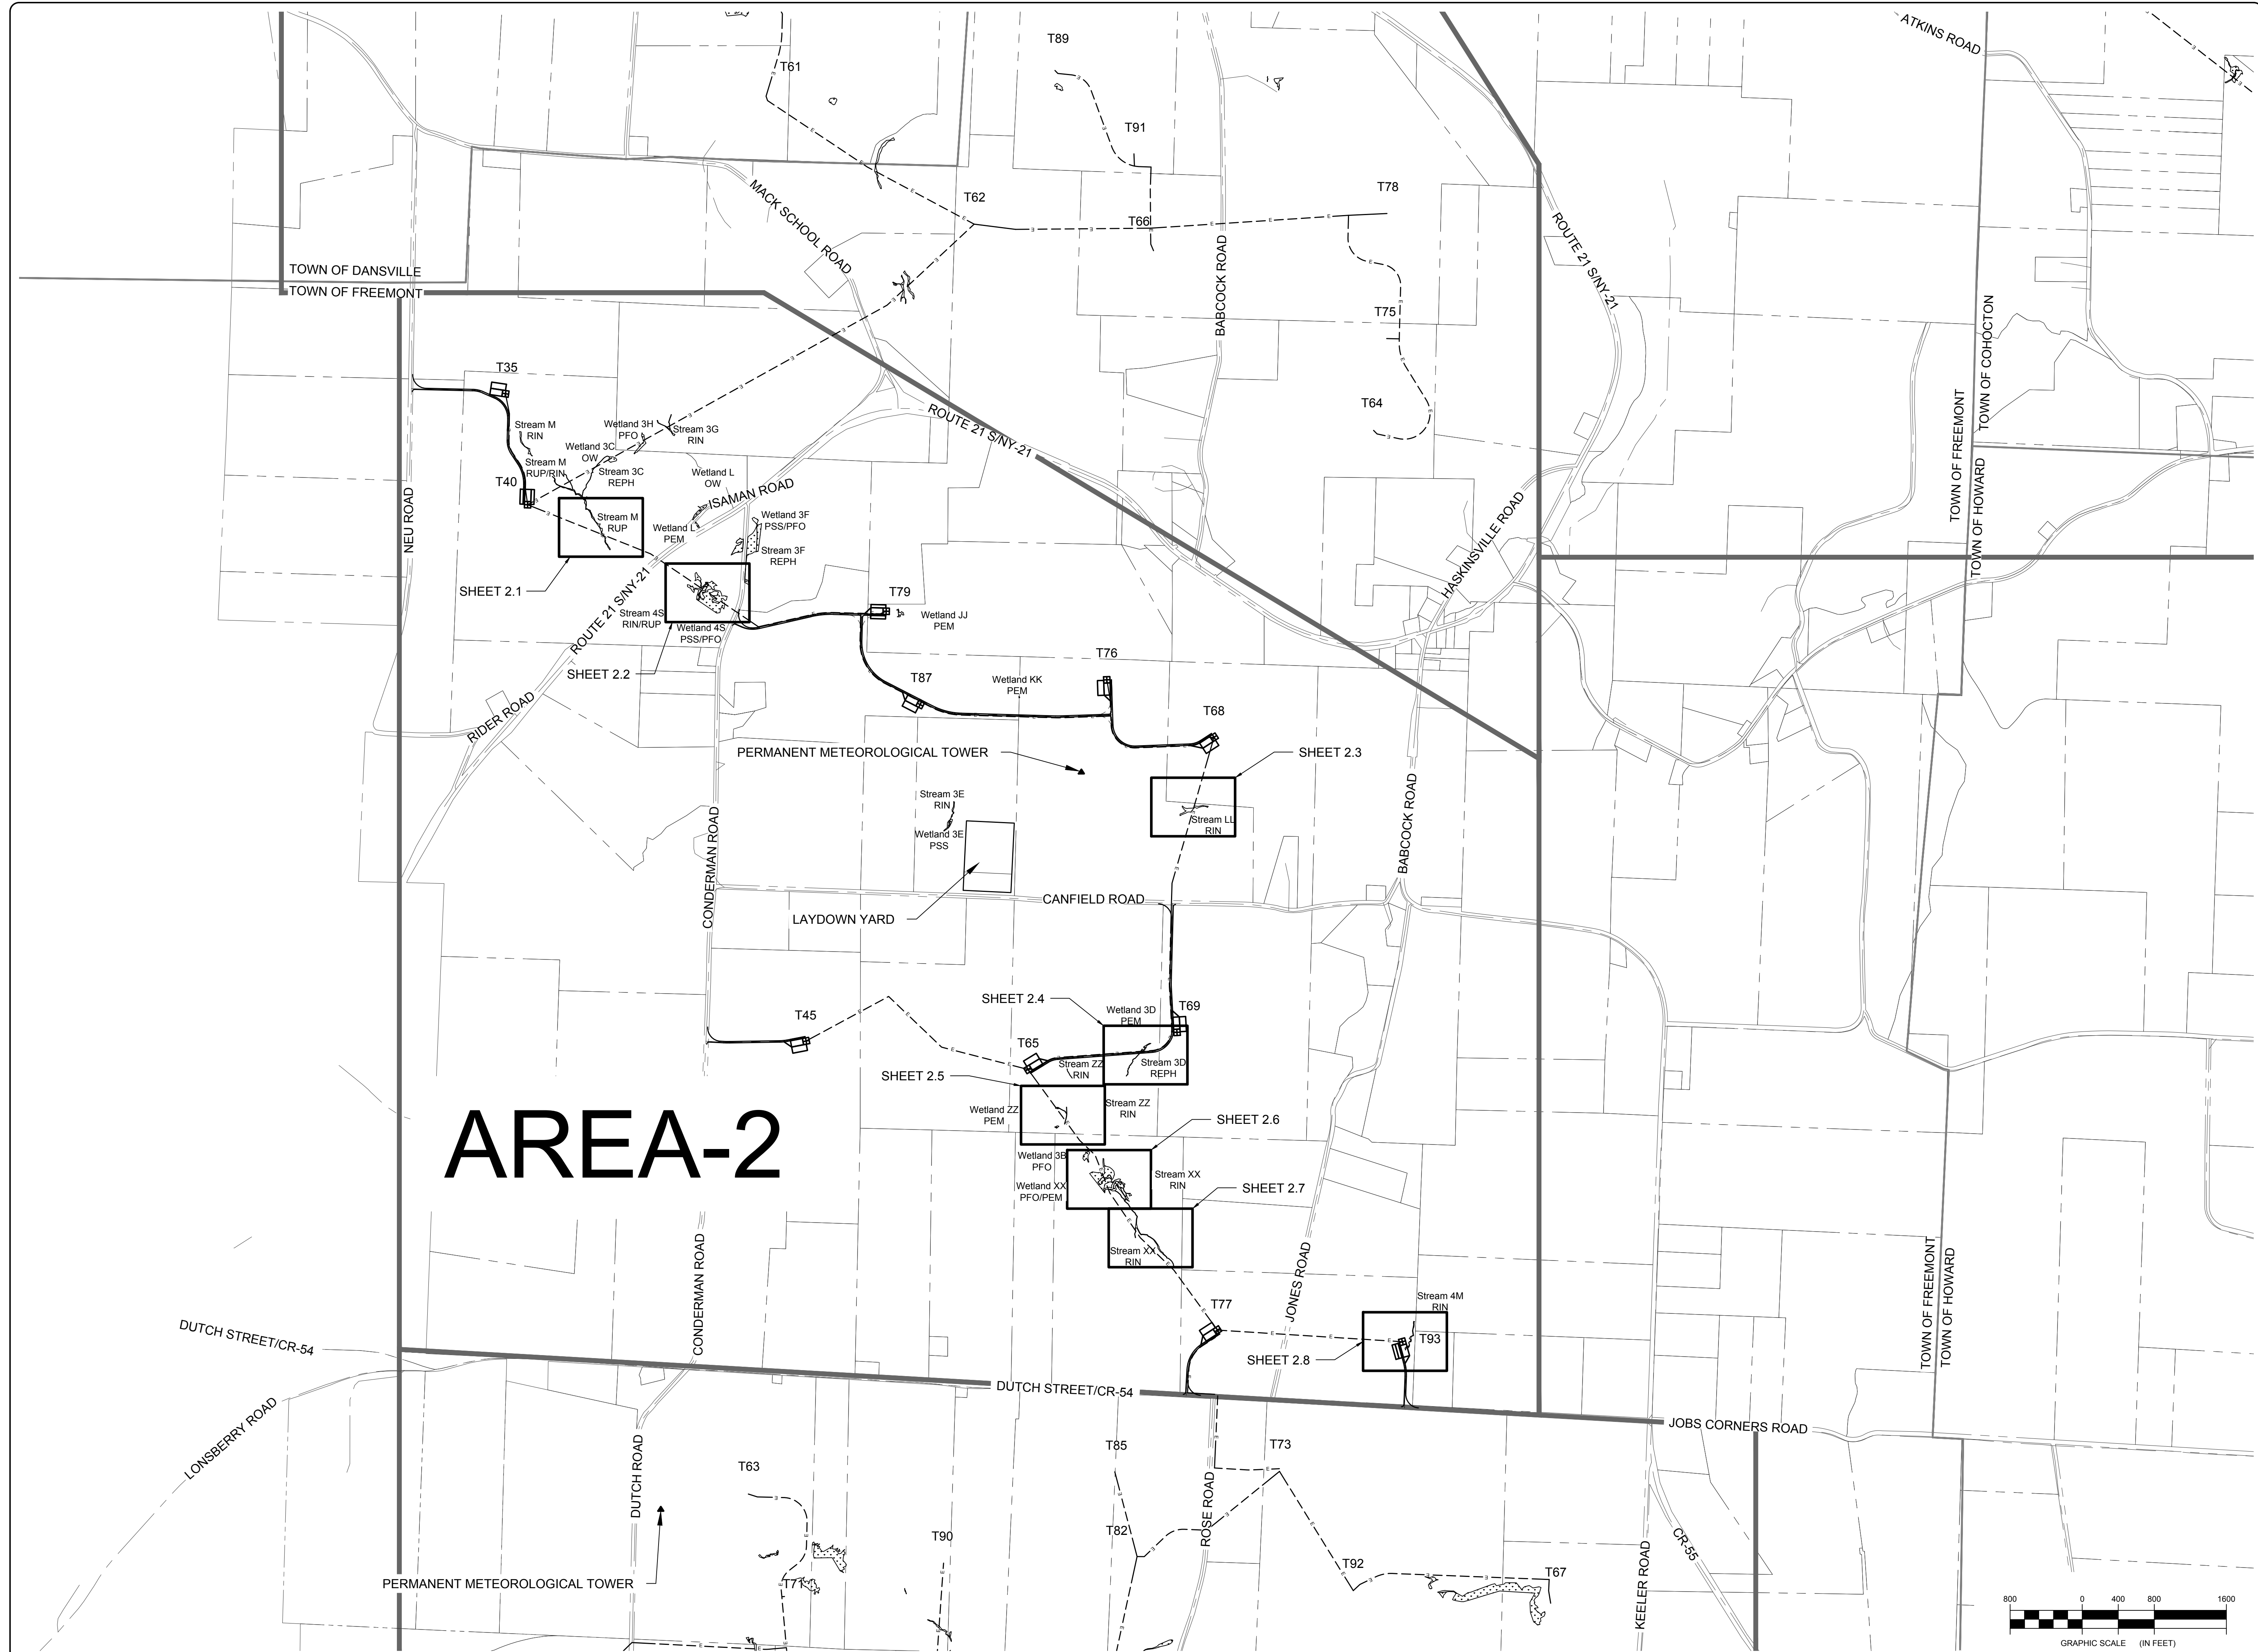 ATKINS ROAD
T89
T61
T91
T62
T78
T66
MACK SCHOOL ROAD
ROUTE 21 S/NY-21
BABCOCK ROAD
TOWN OF DANSVILLE
TOWN OF FREEMONT
T75
TOWN OF COHOCTON
TOWN OF FREEMONT
TOWN OF HOWARD
T35
T64
ROUTE 21 S/NY-21
Stream M
RIN
Wetland 3H
PFO
Stream 3G
RIN
Wetland 3C
OW
Stream M
RUP/RIN
Stream 3C
REPH
Wetland L
OW
T40
ISAMAN ROAD
NEU ROAD
Stream M
RUP
Wetland L
PEM
Wetland 3F
PSS/PFO
Stream 3F
REPH
HASKINSVILLE ROAD
SHEET 2.1
ROUTE 21 S/NY-21
T79
Stream 4S
RIN/RUP
Wetland 4S
PSS/PFO
Wetland JJ
PEM
SHEET 2.2
T76
T87
Wetland KK
PEM
RIDER ROAD
T68
PERMANENT METEOROLOGICAL TOWER
SHEET 2.3
Stream 3E
RIN
Wetland 3E
PSS
Stream LL
RIN
CONDERMAN ROAD
BABCOCK ROAD
CANFIELD ROAD
LAYDOWN YARD
SHEET 2.4
Wetland 3D
PEM
T69
T45
T65
Stream ZZ
RIN
Stream 3D
REPH
SHEET 2.5
AREA-2
Wetland ZZ
PEM
Stream ZZ
RIN
SHEET 2.6
Wetland 3B
PFO
Wetland XX
PFO/PEM
Stream XX
RIN
SHEET 2.7
Stream XX
RIN
CONDERMAN ROAD
JONES ROAD
TOWN OF FREEMONT
TOWN OF HOWARD
Stream 4M
RIN
T77
T93
DUTCH STREET/CR-54
SHEET 2.8
DUTCH STREET/CR-54
LONSBERRY ROAD
JOBS CORNERS ROAD
T85
T73
T63
DUTCH ROAD
ROSE ROAD
T90
T82
T92
T67
CR-55
KEELER ROAD
PERMANENT METEOROLOGICAL TOWER
T71
800 0 400 800 1600
GRAPHIC SCALE (IN FEET)